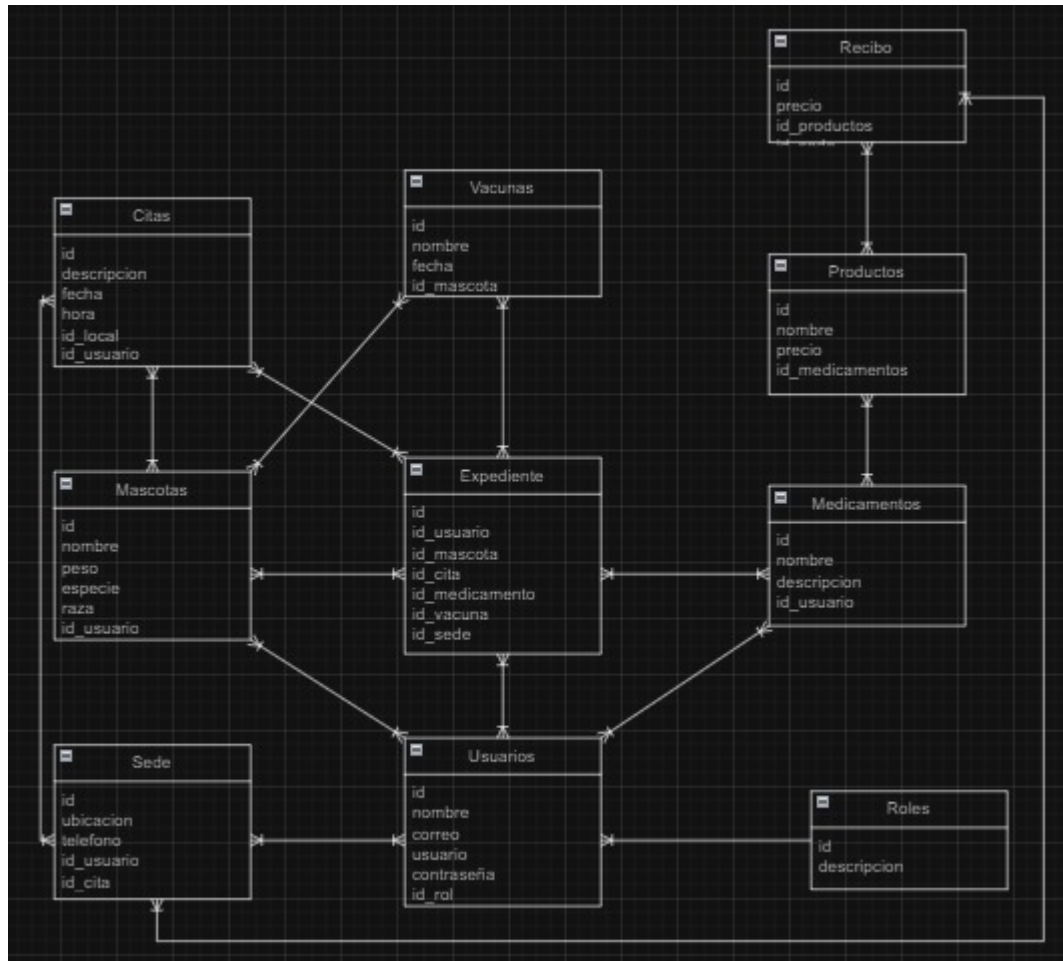 Recibo
id
precio
id_productos
Vacunas
id
nombre
fecha
id_mascota
Citas
id
descripcion
fecha
hora
id_local
id_usuario
Productos
id
nombre
precio
id_medicamentos
Mascotas
id
nombre
peso
especie
raza
id_usuario
Expediente
id
id_usuario
id_mascota
id_cita
id_medicamento
id_vacuna
id_sede
Medicamentos
id
nombre
descripcion
id_usuario
Sede
id
ubicacion
telefono
id_usuario
id_cita
Usuarios
id
nombre
correo
usuario
contraseña
id_rol
Roles
id
descripcion